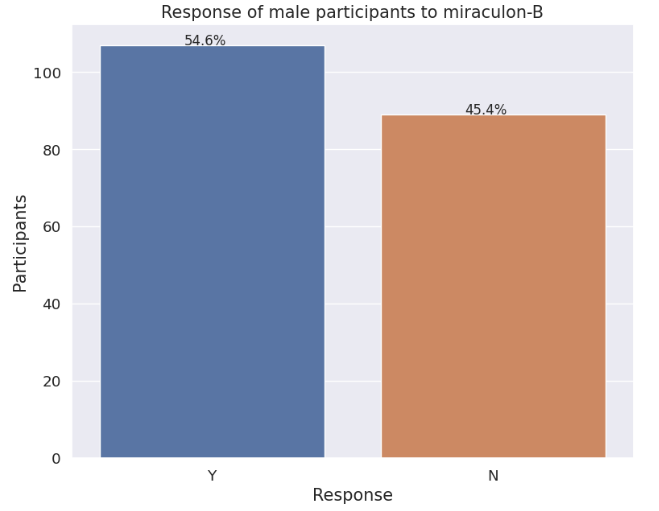 Response of male participants to miraculon-B
54.6%
45.4%
100
80
60
40
20
0
Participants
Y
N
Response